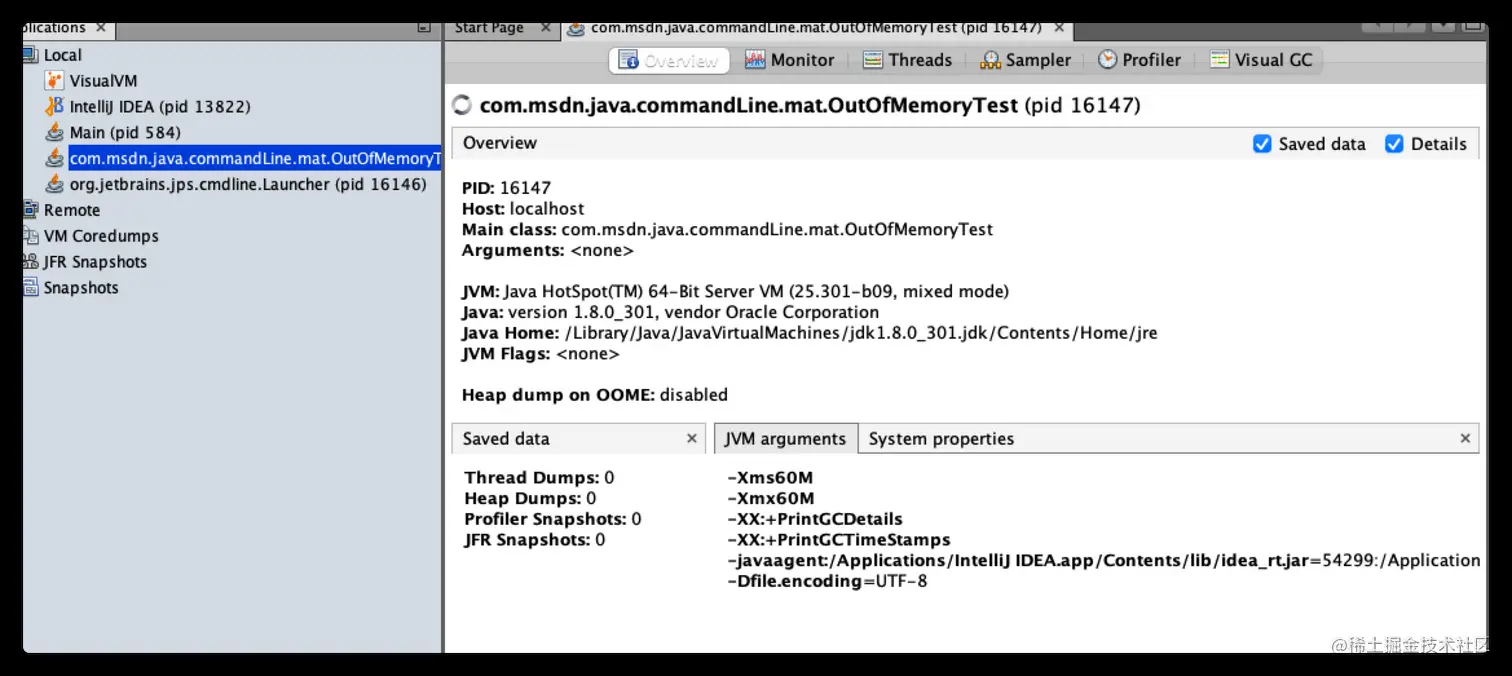 plications ×
Local
VisualVM
IntelliJ IDEA (pid 13822)
Main (pid 584)
com.msdn.java.commandLine.mat.OutOfMemoryT
org.jetbrains.jps.cmdline.Launcher (pid 16146)
Remote
VM Coredumps
JFR Snapshots
Snapshots
Start Page × com.msdn.java.commandLine.mat.OutOfMemoryTest (pid 16147) ×
Overview Monitor Threads Sampler Profiler Visual GC
com.msdn.java.commandLine.mat.OutOfMemoryTest (pid 16147)
Overview Saved data Details
PID: 16147
Host: localhost
Main class: com.msdn.java.commandLine.mat.OutOfMemoryTest
Arguments: <none>
JVM: Java HotSpot(TM) 64-Bit Server VM (25.301-b09, mixed mode)
Java: version 1.8.0_301, vendor Oracle Corporation
Java Home: /Library/Java/JavaVirtualMachines/jdk1.8.0_301.jdk/Contents/Home/jre
JVM Flags: <none>
Heap dump on OOME: disabled
Saved data ×
Thread Dumps: 0
Heap Dumps: 0
Profiler Snapshots: 0
JFR Snapshots: 0
JVM arguments System properties ×
-Xms60M
-Xmx60M
-XX:+PrintGCDetails
-XX:+PrintGCTimeStamps
-javaagent:/Applications/IntelliJ IDEA.app/Contents/lib/idea_rt.jar=54299:/Application
-Dfile.encoding=UTF-8
@稀土掘金技术社区